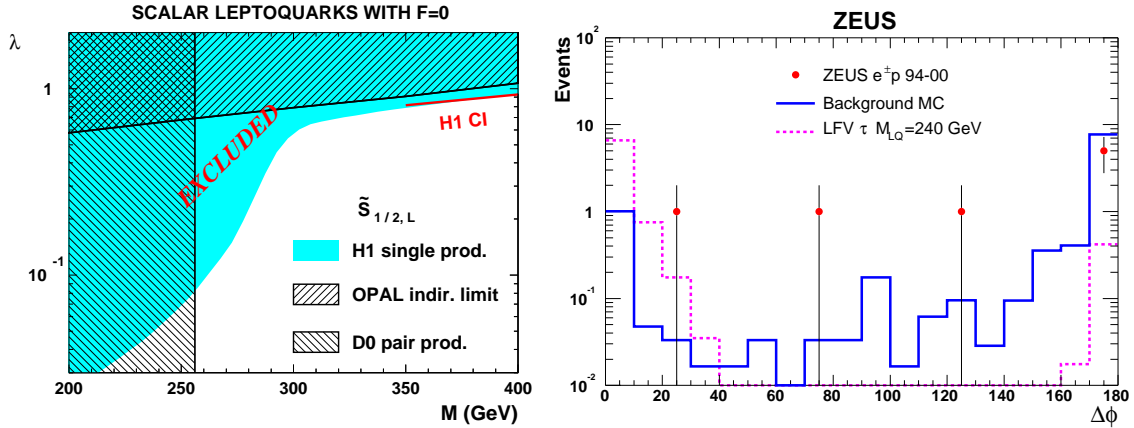 SCALAR LEPTOQUARKS WITH F=0
λ
1
10⁻¹
EXCLUDED
H1 CI
S̃ 1/2, L
H1 single prod.
OPAL indir. limit
D0 pair prod.
200 250 300 350 400
M (GeV)
ZEUS
Events
10²
10
1
10⁻¹
10⁻²
ZEUS e±p 94-00
Background MC
LFV τ M_LQ=240 GeV
0 20 40 60 80 100 120 140 160 180
Δϕ